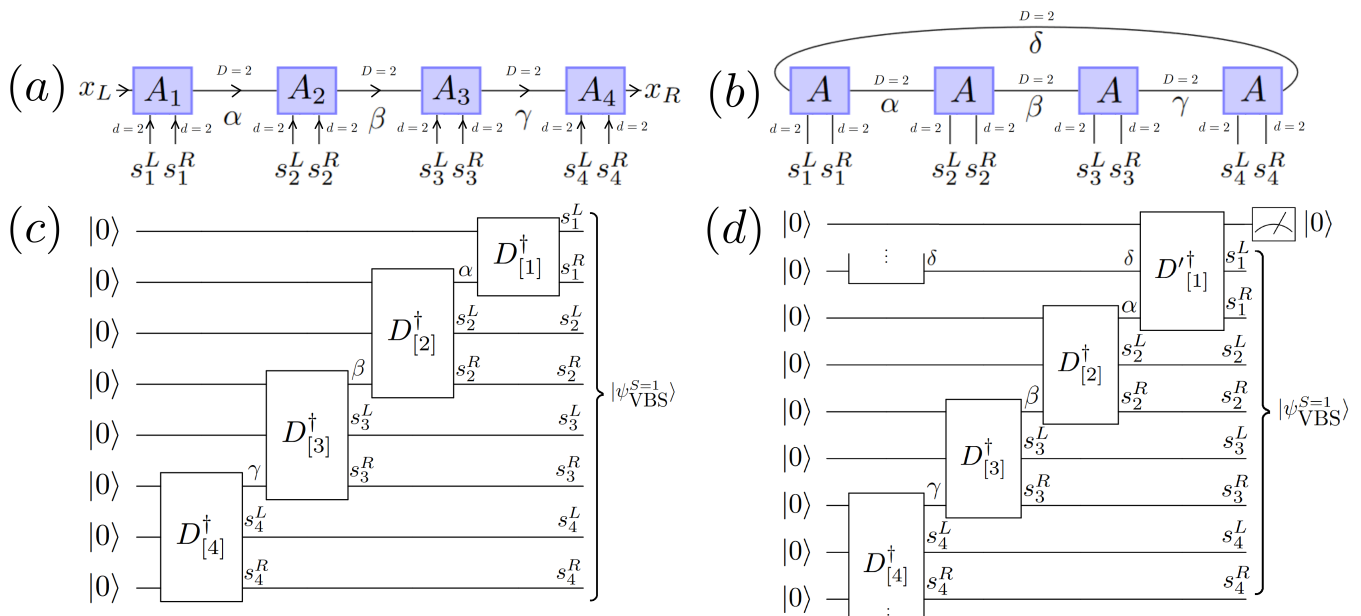 (a) x_L A_1 D=2 α A_2 D=2 β A_3 D=2 γ A_4 x_R
d=2 d=2 d=2 d=2 d=2 d=2 d=2 d=2
s_1^L s_1^R s_2^L s_2^R s_3^L s_3^R s_4^L s_4^R
(b) D=2
δ
A D=2 α A D=2 β A D=2 γ A
d=2 d=2 d=2 d=2 d=2 d=2 d=2 d=2
s_1^L s_1^R s_2^L s_2^R s_3^L s_3^R s_4^L s_4^R
(c) |0⟩ D_{[1]}^† s_1^L
|0⟩ α s_1^R
|0⟩ D_{[2]}^† s_2^L s_2^L
|0⟩ β s_2^R s_2^R
|ψ_{VBS}^{S=1}⟩
|0⟩ D_{[3]}^† s_3^L s_3^L
|0⟩ γ s_3^R s_3^R
|0⟩ D_{[4]}^† s_4^L s_4^L
|0⟩ s_4^R s_4^R
(d) |0⟩ |0⟩
|0⟩ ⋮ δ δ D'_{[1]}^† s_1^L
|0⟩ α s_1^R
|0⟩ D_{[2]}^† s_2^L s_2^L
|0⟩ β s_2^R s_2^R
|ψ_{VBS}^{S=1}⟩
|0⟩ D_{[3]}^† s_3^L s_3^L
|0⟩ γ s_3^R s_3^R
|0⟩ D_{[4]}^† s_4^L s_4^L
|0⟩ ⋮ s_4^R s_4^R